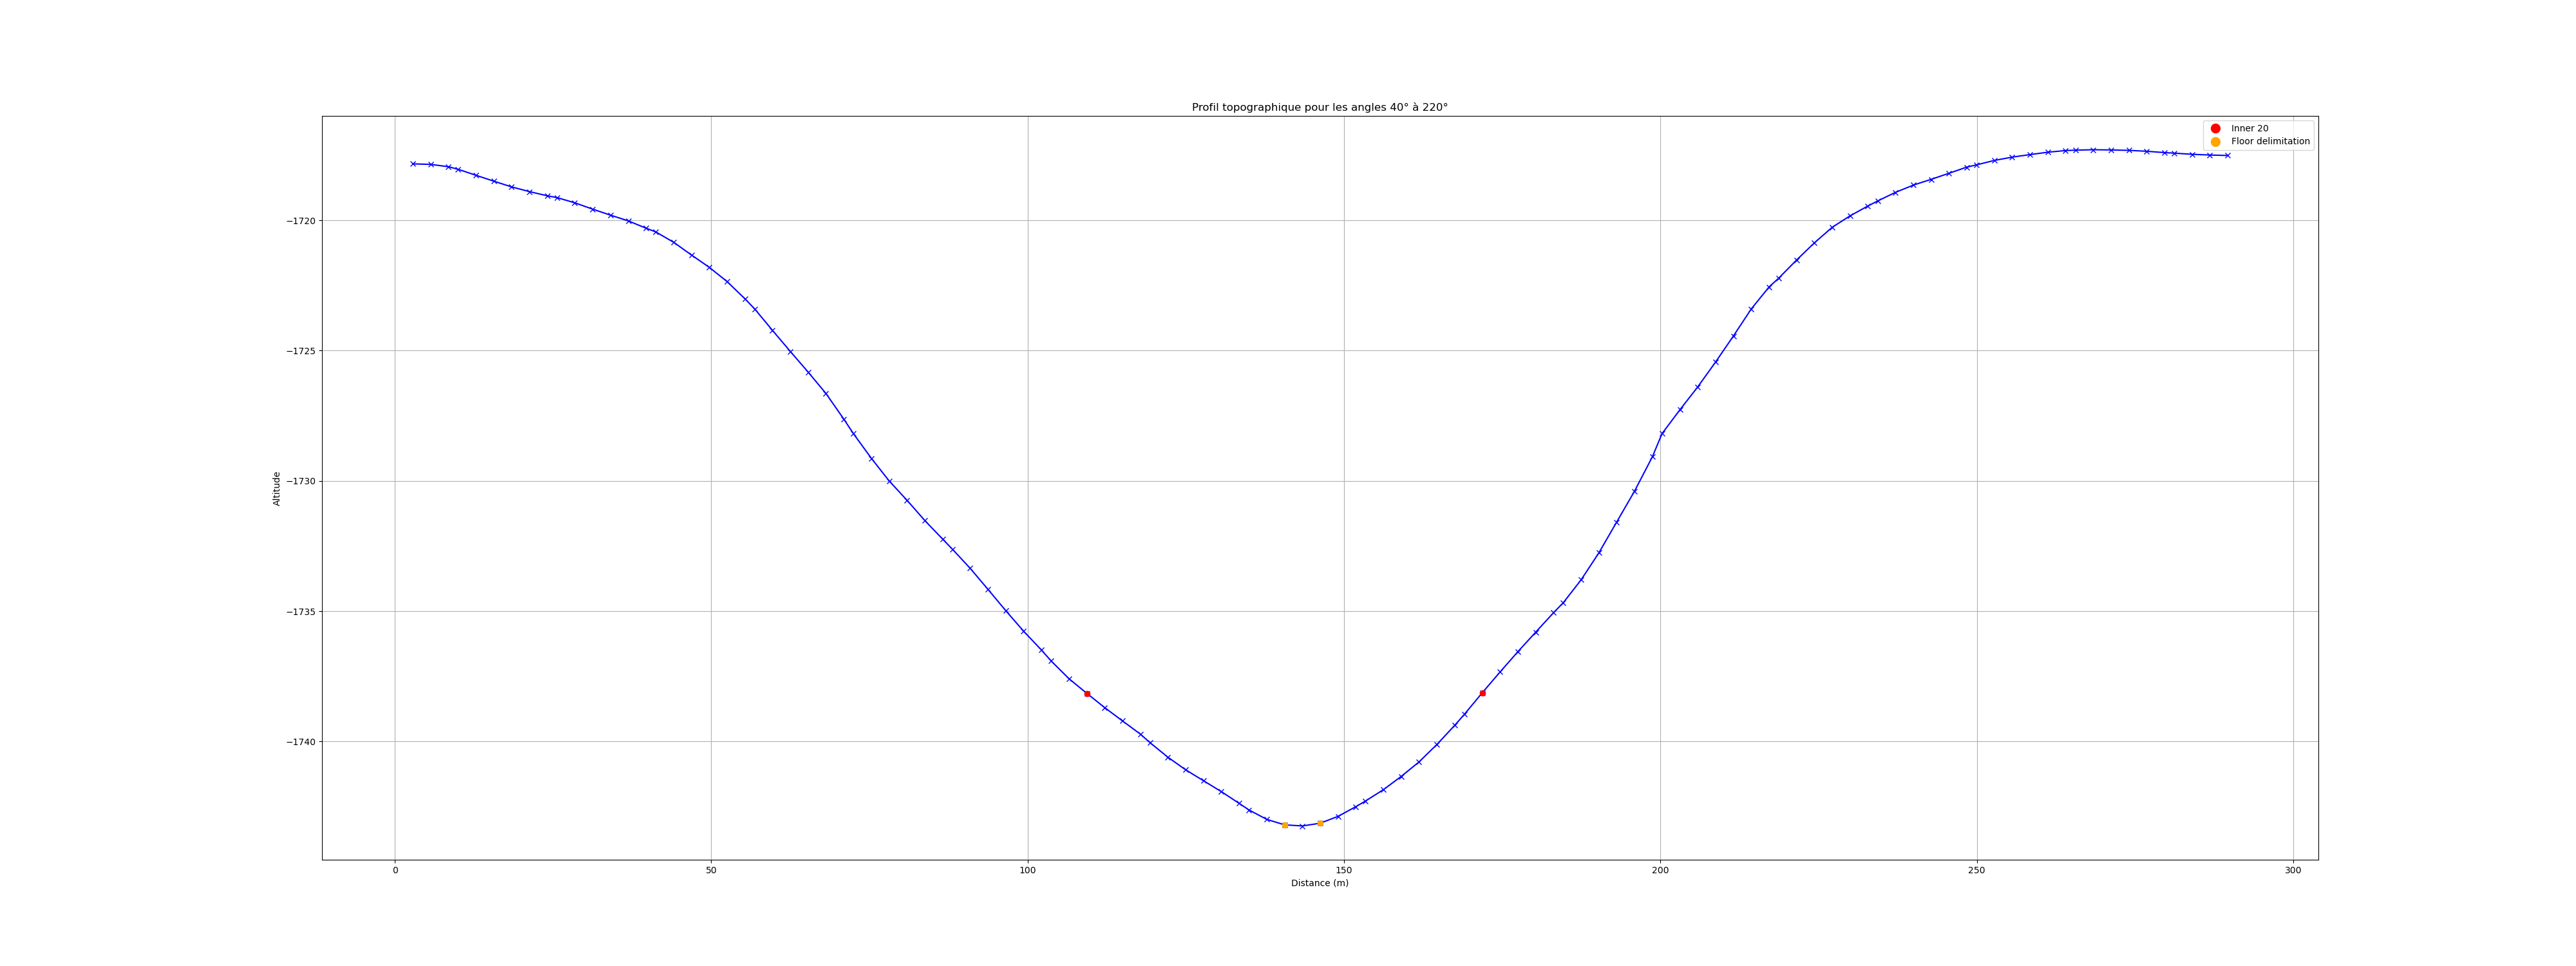 Profil topographique pour les angles 40° à 220°
Inner 20
Floor delimitation
Altitude
−1720
−1725
−1730
−1735
−1740
0 50 100 150 200 250 300
Distance (m)